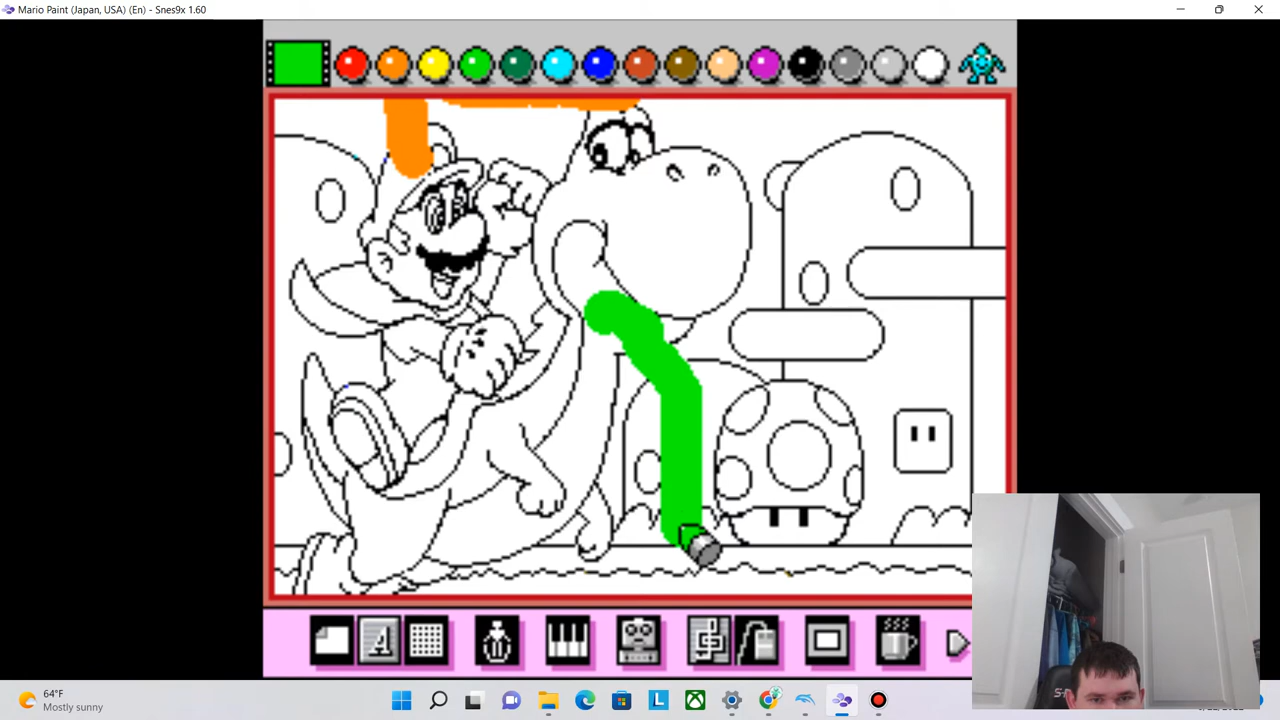 Mario Paint (Japan, USA) (En) - Snes9x 1.60
A
L
64°F
Mostly sunny